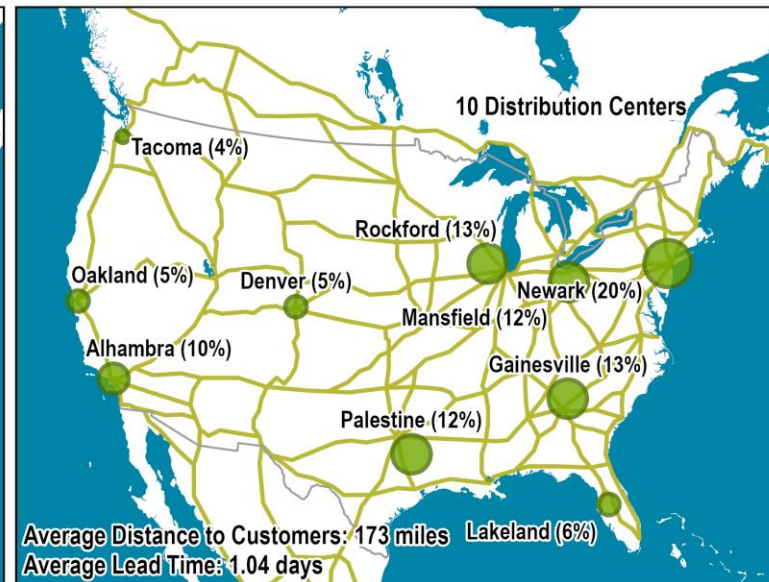 10 Distribution Centers
Tacoma (4%)
Rockford (13%)
Oakland (5%)
Denver (5%)
Newark (20%)
Mansfield (12%)
Alhambra (10%)
Gainesville (13%)
Palestine (12%)
Average Distance to Customers: 173 miles
Lakeland (6%)
Average Lead Time: 1.04 days